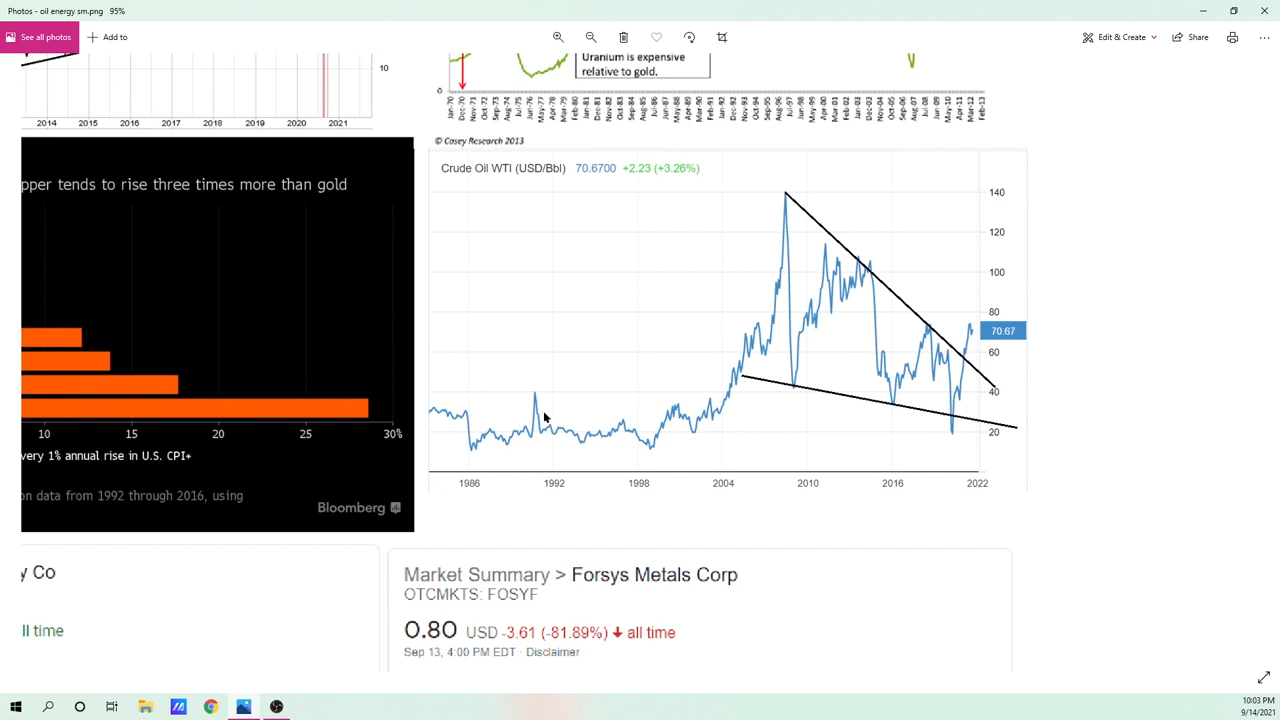 Photos - oil energy sm.png   95%
See all photos
Add to
Edit & Create
Share
10
2014 2015 2016 2017 2018 2019 2020 2021
Uranium is expensive
relative to gold.
0
© Casey Research 2013
pper tends to rise three times more than gold
10 15 20 25 30%
very 1% annual rise in U.S. CPI+
on data from 1992 through 2016, using
Bloomberg
Crude Oil WTI (USD/Bbl) 70.6700 +2.23 (+3.26%)
140
120
100
80
70.67
60
40
20
1986 1992 1998 2004 2010 2016 2022
y Co
ll time
Market Summary > Forsys Metals Corp
OTCMKTS: FOSYF
0.80 USD -3.61 (-81.89%) all time
Sep 13, 4:00 PM EDT · Disclaimer
10:03 PM
9/14/2021